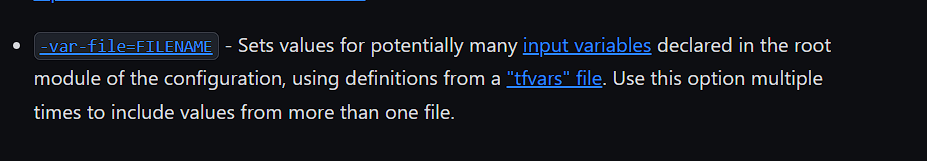 • -var-file=FILENAME - Sets values for potentially many input variables declared in the root
module of the configuration, using definitions from a "tfvars" file. Use this option multiple
times to include values from more than one file.